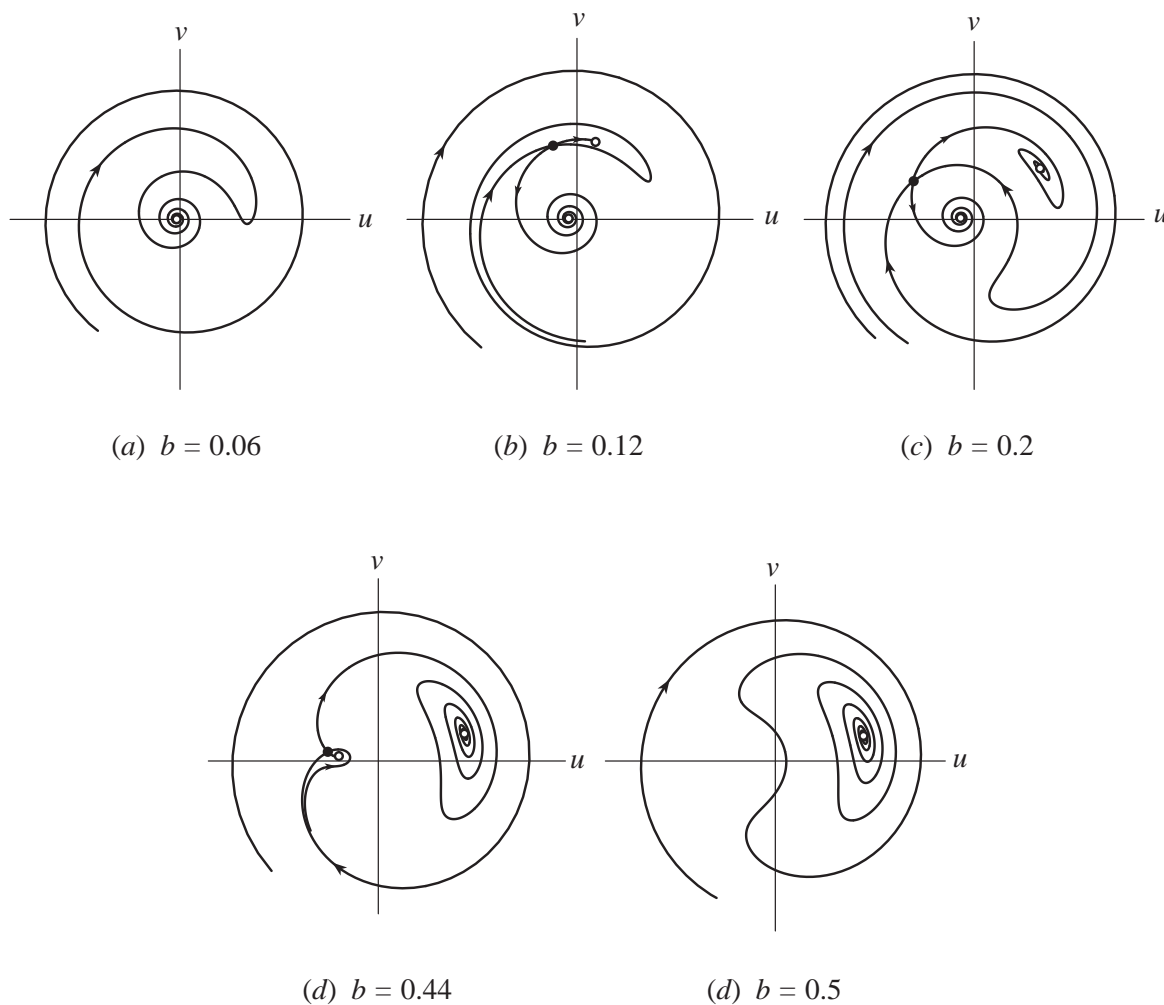 v
u
(a) b = 0.06
v
u
(b) b = 0.12
v
u
(c) b = 0.2
v
u
(d) b = 0.44
v
u
(d) b = 0.5